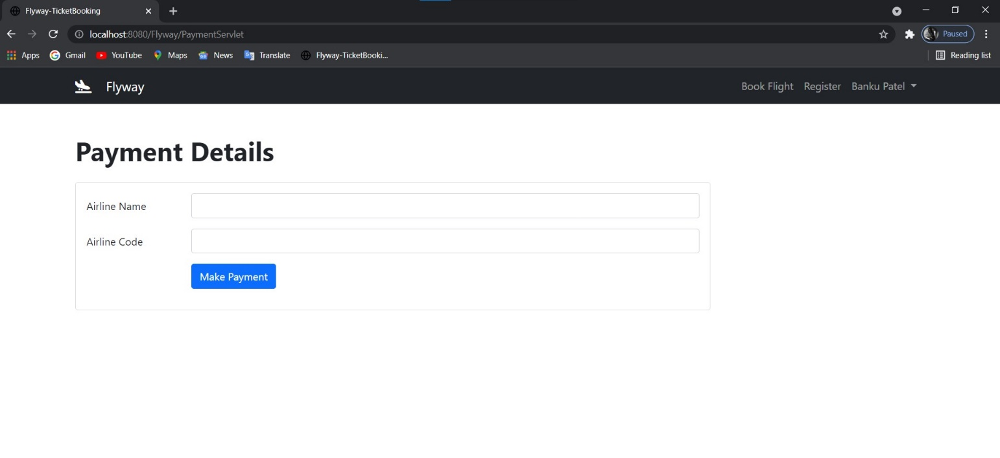 Flyway-TicketBooking
localhost:8080/Flyway/PaymentServlet
Paused
Apps Gmail YouTube Maps News Translate Flyway-TicketBooki... Reading list
Flyway Book Flight Register Banku Patel
Payment Details
Airline Name
Airline Code
Make Payment